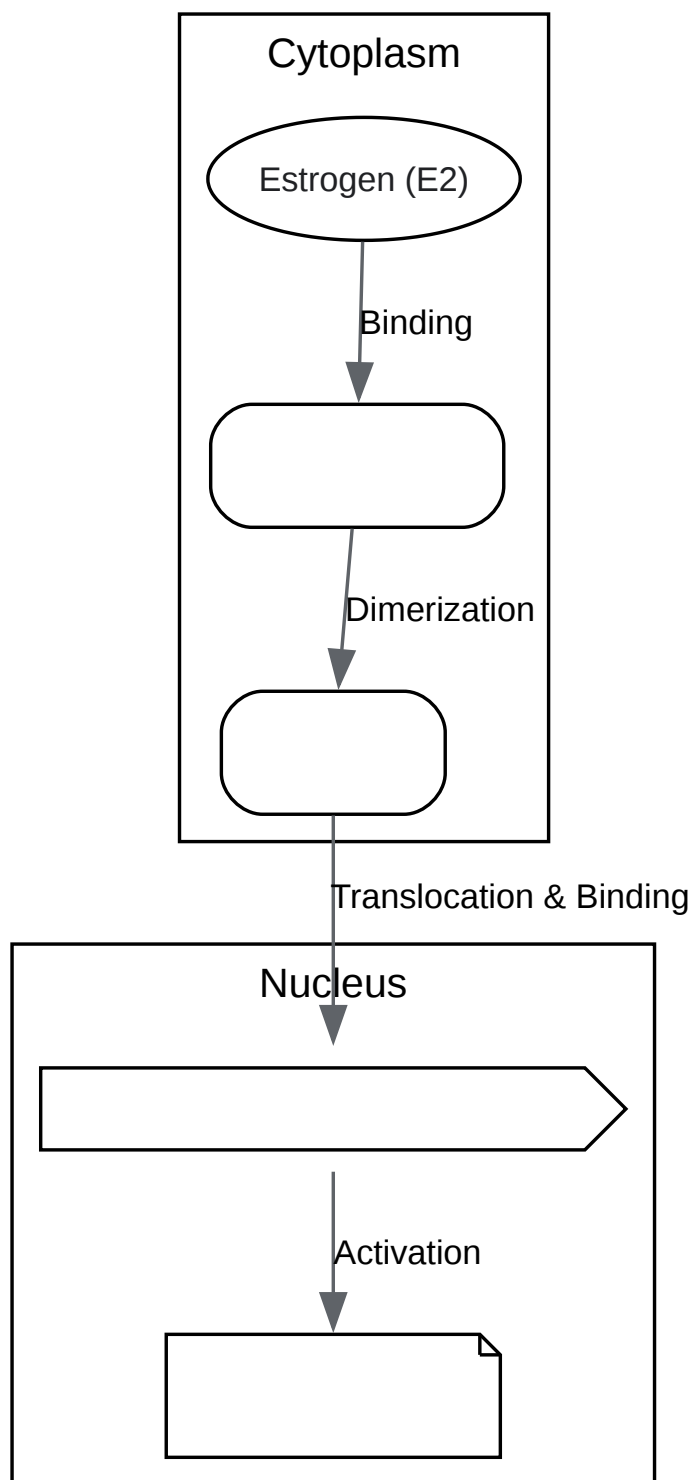 Cytoplasm
Estrogen (E2)
Binding
Dimerization
Translocation & Binding
Nucleus
Activation